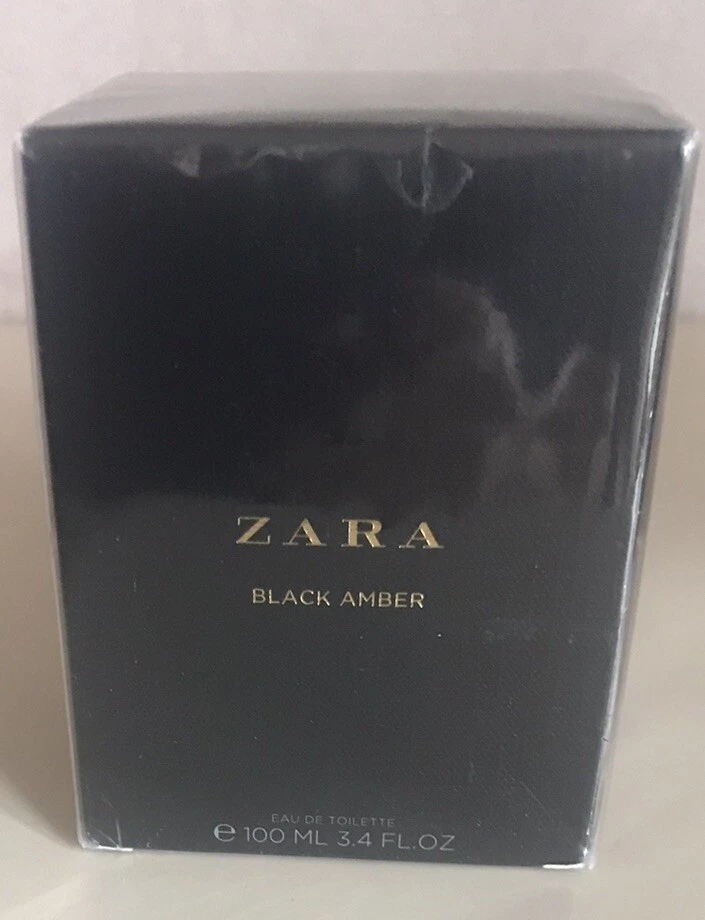 ZARA
BLACK AMBER
EAU DE TOILETTE
℮ 100 ML 3.4 FL.OZ